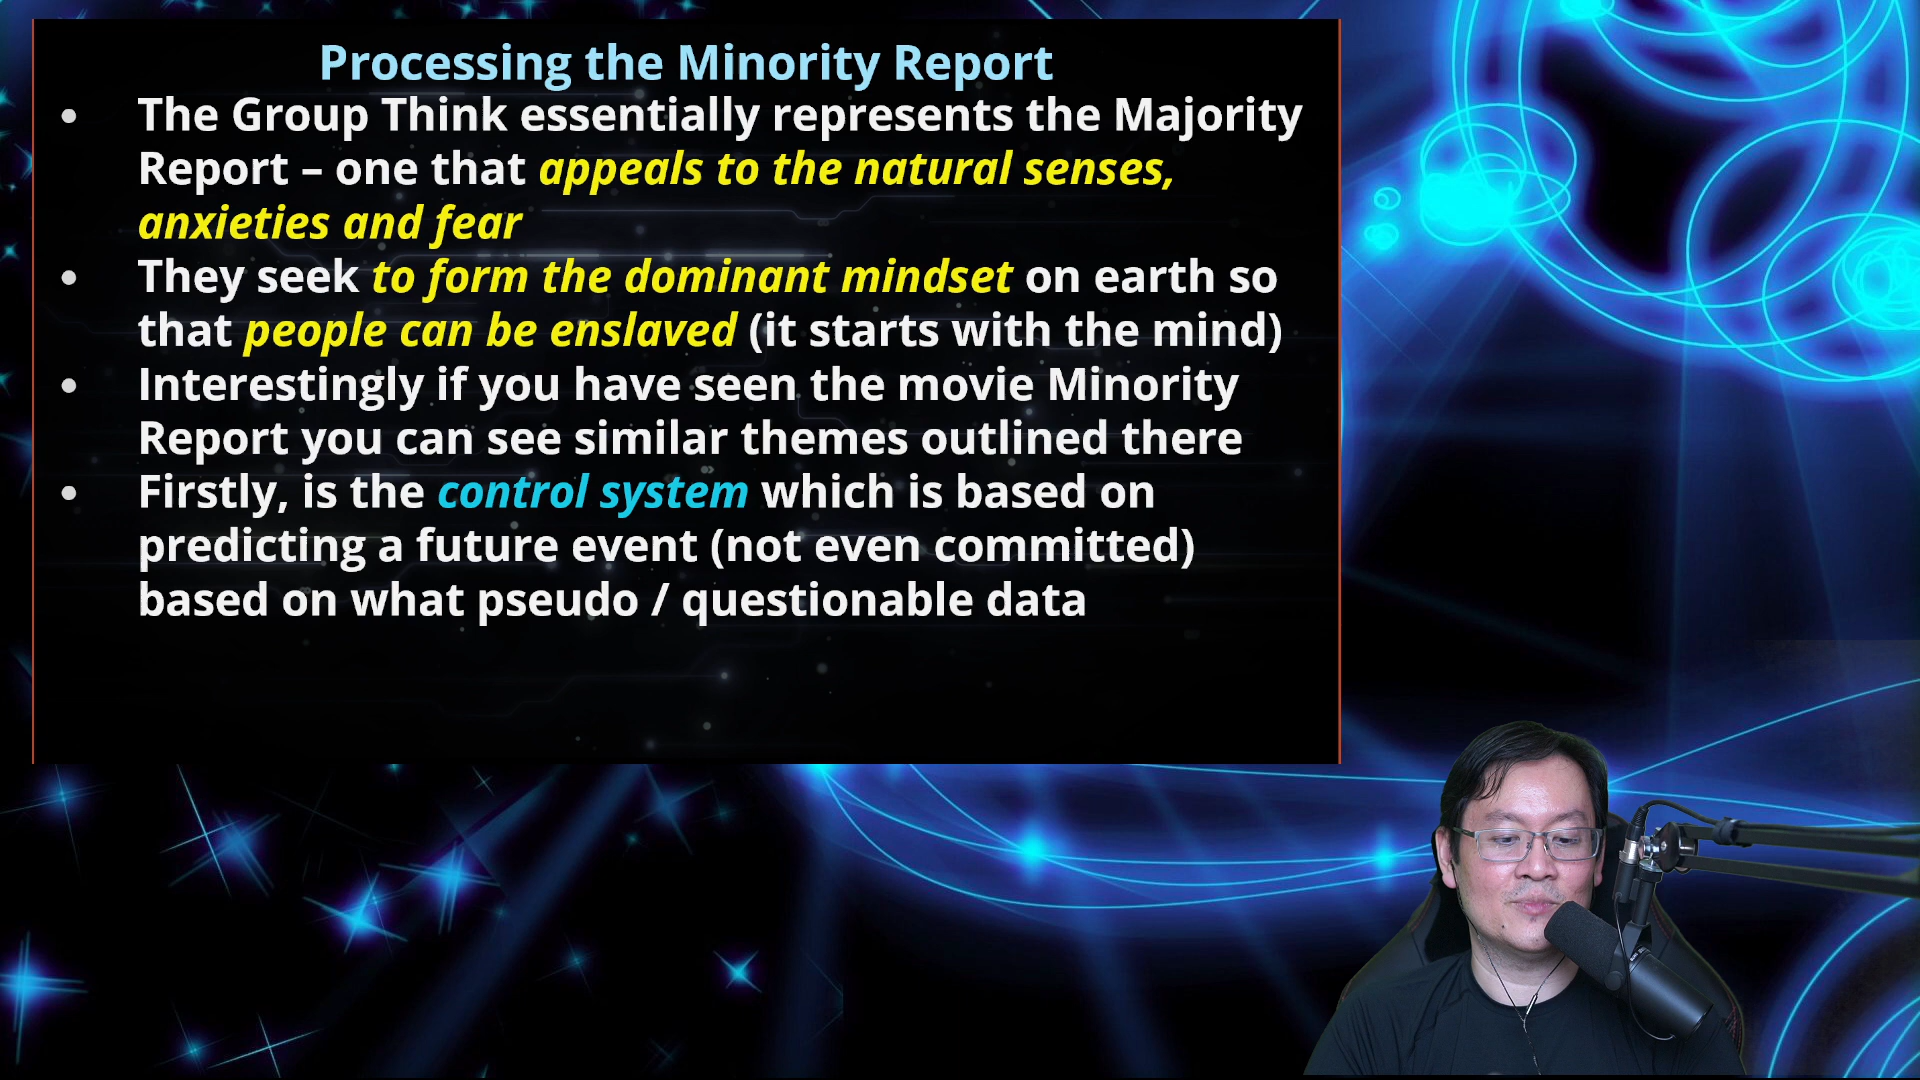 Processing the Minority Report
• The Group Think essentially represents the Majority
Report – one that appeals to the natural senses,
anxieties and fear
• They seek to form the dominant mindset on earth so
that people can be enslaved (it starts with the mind)
• Interestingly if you have seen the movie Minority
Report you can see similar themes outlined there
• Firstly, is the control system which is based on
predicting a future event (not even committed)
based on what pseudo / questionable data